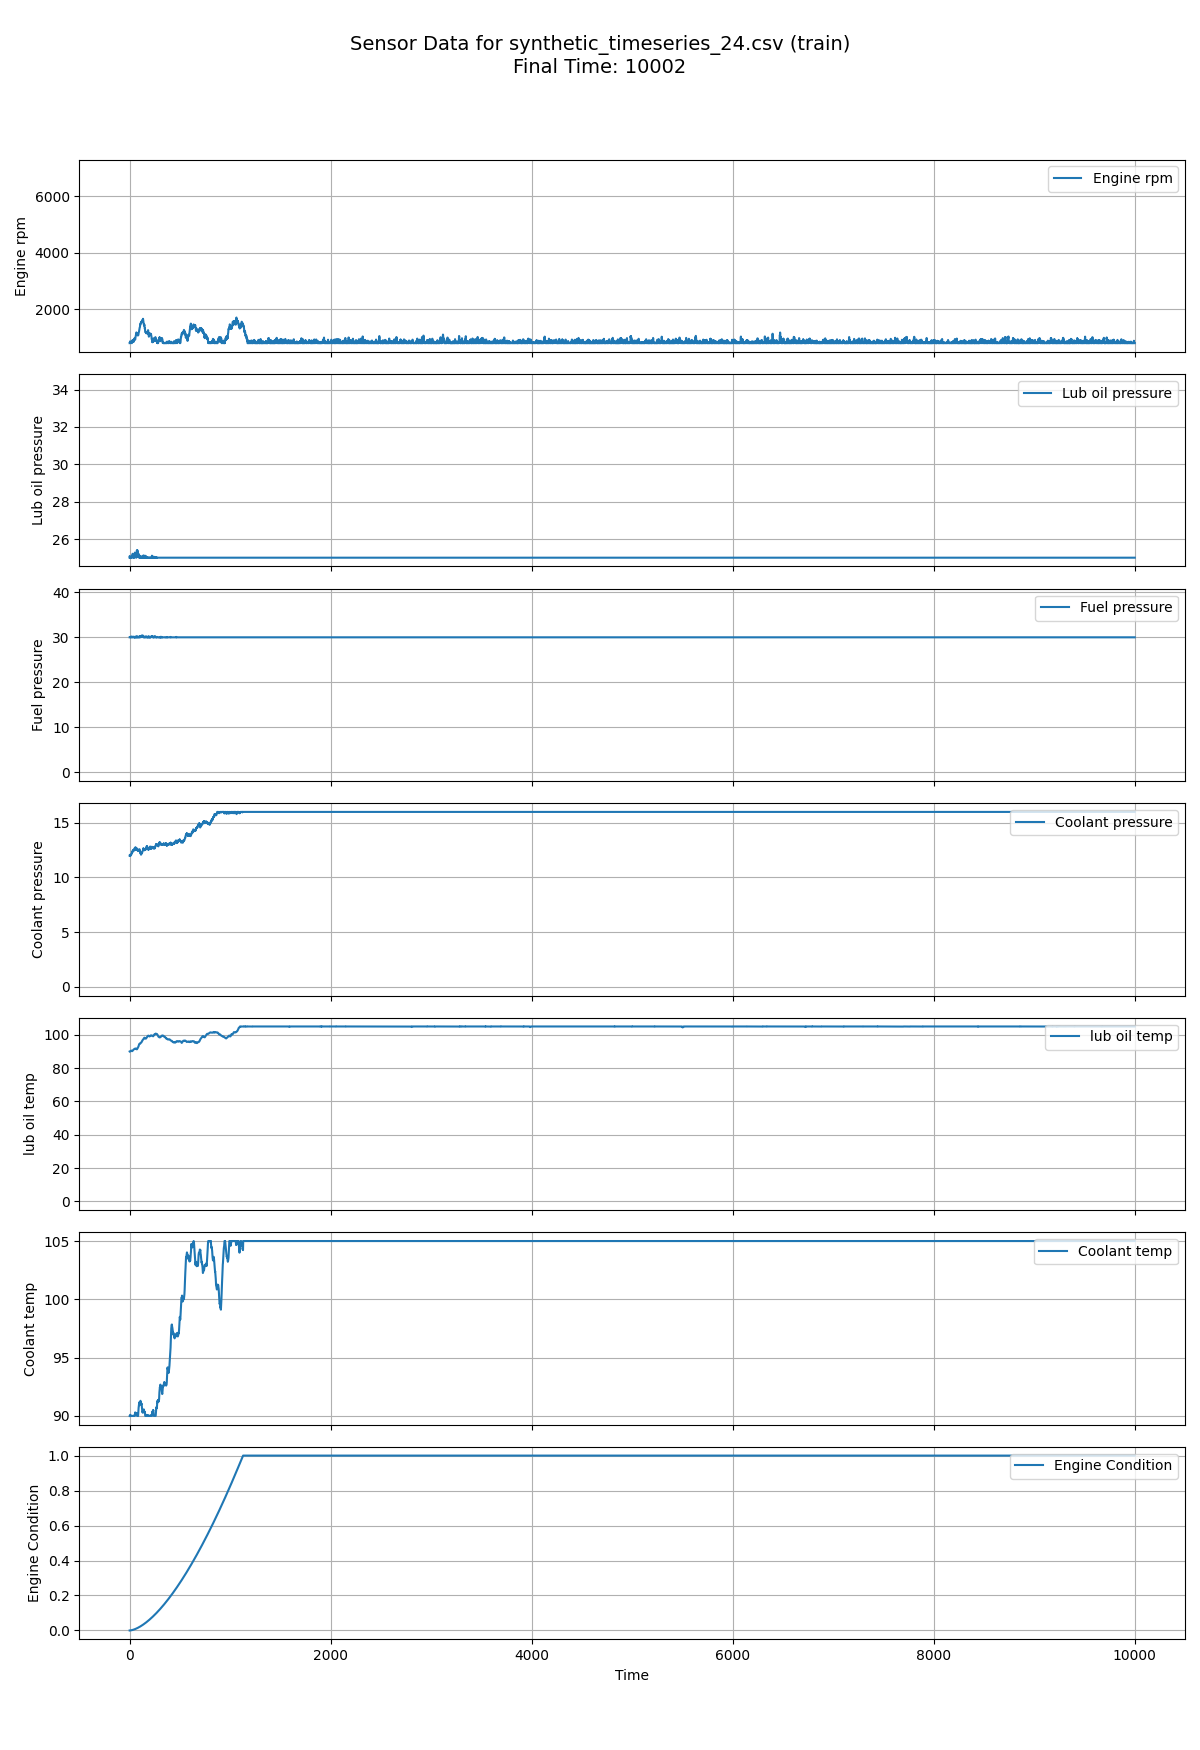 Sensor Data for synthetic_timeseries_24.csv (train)
Final Time: 10002
Engine rpm
6000
4000
2000
Engine rpm
Lub oil pressure
34
32
30
28
26
Lub oil pressure
Fuel pressure
40
30
20
10
0
Fuel pressure
Coolant pressure
15
10
5
0
Coolant pressure
lub oil temp
100
80
60
40
20
0
lub oil temp
Coolant temp
105
100
95
90
Coolant temp
Engine Condition
1.0
0.8
0.6
0.4
0.2
0.0
Engine Condition
0 2000 4000 6000 8000 10000
Time